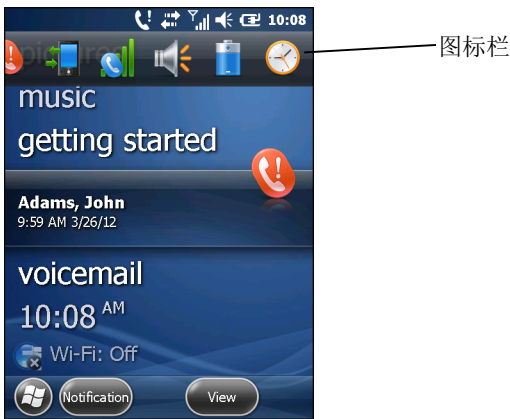 10:08
图标栏
music
getting started
Adams, John
9:59 AM 3/26/12
voicemail
10:08 AM
Wi-Fi: Off
Notification
View